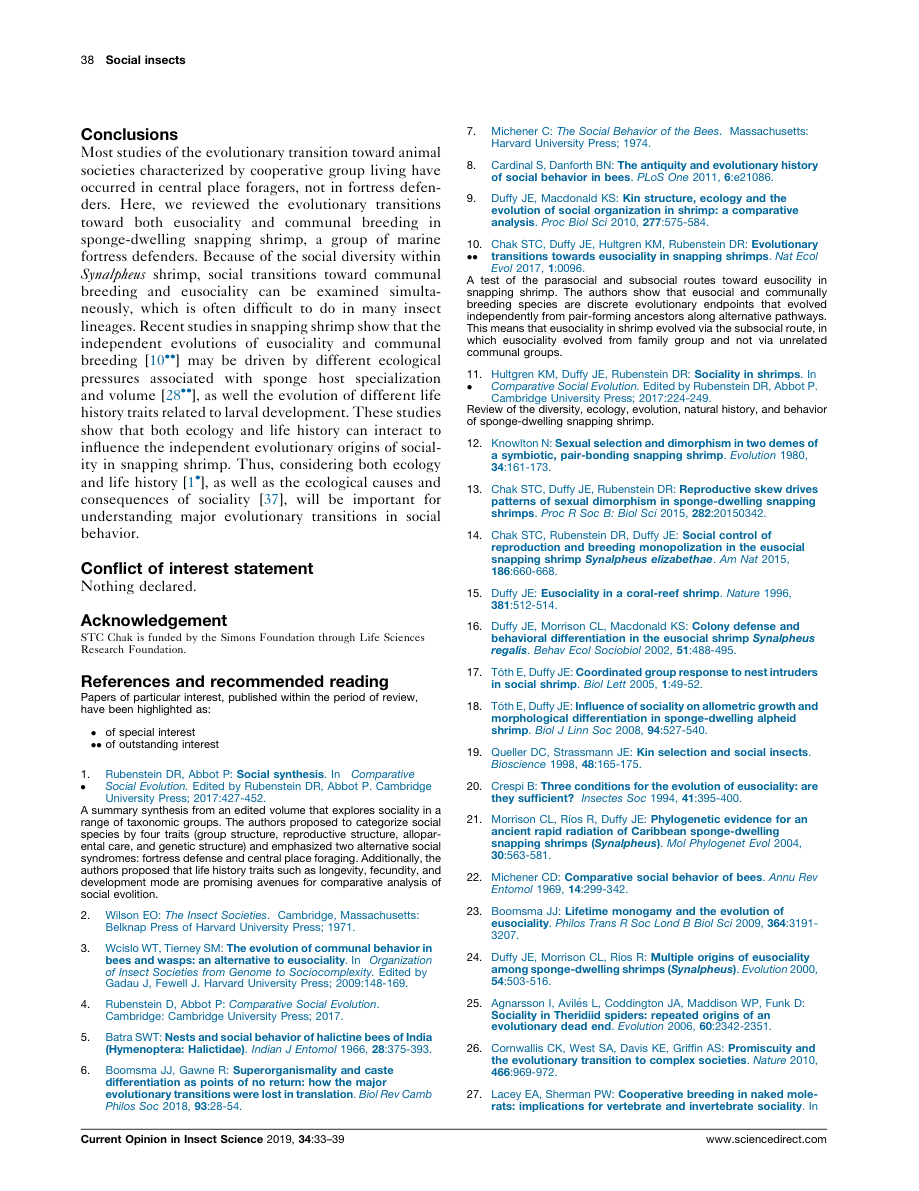 38 Social insects
Conclusions
Most studies of the evolutionary transition toward animal
societies characterized by cooperative group living have
occurred in central place foragers, not in fortress defen-
ders. Here, we reviewed the evolutionary transitions
toward both eusociality and communal breeding in
sponge-dwelling snapping shrimp, a group of marine
fortress defenders. Because of the social diversity within
Synalpheus shrimp, social transitions toward communal
breeding and eusociality can be examined simulta-
neously, which is often difficult to do in many insect
lineages. Recent studies in snapping shrimp show that the
independent evolutions of eusociality and communal
breeding [10••] may be driven by different ecological
pressures associated with sponge host specialization
and volume [28••], as well the evolution of different life
history traits related to larval development. These studies
show that both ecology and life history can interact to
influence the independent evolutionary origins of social-
ity in snapping shrimp. Thus, considering both ecology
and life history [1•], as well as the ecological causes and
consequences of sociality [37], will be important for
understanding major evolutionary transitions in social
behavior.
Conflict of interest statement
Nothing declared.
Acknowledgement
STC Chak is funded by the Simons Foundation through Life Sciences
Research Foundation.
References and recommended reading
Papers of particular interest, published within the period of review,
have been highlighted as:
• of special interest
•• of outstanding interest
1. Rubenstein DR, Abbot P: Social synthesis. In Comparative
• Social Evolution. Edited by Rubenstein DR, Abbot P. Cambridge
University Press; 2017:427-452.
A summary synthesis from an edited volume that explores sociality in a
range of taxonomic groups. The authors proposed to categorize social
species by four traits (group structure, reproductive structure, allopar-
ental care, and genetic structure) and emphasized two alternative social
syndromes: fortress defense and central place foraging. Additionally, the
authors proposed that life history traits such as longevity, fecundity, and
development mode are promising avenues for comparative analysis of
social evolition.
2. Wilson EO: The Insect Societies. Cambridge, Massachusetts:
Belknap Press of Harvard University Press; 1971.
3. Wcislo WT, Tierney SM: The evolution of communal behavior in
bees and wasps: an alternative to eusociality. In Organization
of Insect Societies from Genome to Sociocomplexity. Edited by
Gadau J, Fewell J. Harvard University Press; 2009:148-169.
4. Rubenstein D, Abbot P: Comparative Social Evolution.
Cambridge: Cambridge University Press; 2017.
5. Batra SWT: Nests and social behavior of halictine bees of India
(Hymenoptera: Halictidae). Indian J Entomol 1966, 28:375-393.
6. Boomsma JJ, Gawne R: Superorganismality and caste
differentiation as points of no return: how the major
evolutionary transitions were lost in translation. Biol Rev Camb
Philos Soc 2018, 93:28-54.
7. Michener C: The Social Behavior of the Bees. Massachusetts:
Harvard University Press; 1974.
8. Cardinal S, Danforth BN: The antiquity and evolutionary history
of social behavior in bees. PLoS One 2011, 6:e21086.
9. Duffy JE, Macdonald KS: Kin structure, ecology and the
evolution of social organization in shrimp: a comparative
analysis. Proc Biol Sci 2010, 277:575-584.
10. Chak STC, Duffy JE, Hultgren KM, Rubenstein DR: Evolutionary
•• transitions towards eusociality in snapping shrimps. Nat Ecol
Evol 2017, 1:0096.
A test of the parasocial and subsocial routes toward eusocility in
snapping shrimp. The authors show that eusocial and communally
breeding species are discrete evolutionary endpoints that evolved
independently from pair-forming ancestors along alternative pathways.
This means that eusociality in shrimp evolved via the subsocial route, in
which eusociality evolved from family group and not via unrelated
communal groups.
11. Hultgren KM, Duffy JE, Rubenstein DR: Sociality in shrimps. In
• Comparative Social Evolution. Edited by Rubenstein DR, Abbot P.
Cambridge University Press; 2017:224-249.
Review of the diversity, ecology, evolution, natural history, and behavior
of sponge-dwelling snapping shrimp.
12. Knowlton N: Sexual selection and dimorphism in two demes of
a symbiotic, pair-bonding snapping shrimp. Evolution 1980,
34:161-173.
13. Chak STC, Duffy JE, Rubenstein DR: Reproductive skew drives
patterns of sexual dimorphism in sponge-dwelling snapping
shrimps. Proc R Soc B: Biol Sci 2015, 282:20150342.
14. Chak STC, Rubenstein DR, Duffy JE: Social control of
reproduction and breeding monopolization in the eusocial
snapping shrimp Synalpheus elizabethae. Am Nat 2015,
186:660-668.
15. Duffy JE: Eusociality in a coral-reef shrimp. Nature 1996,
381:512-514.
16. Duffy JE, Morrison CL, Macdonald KS: Colony defense and
behavioral differentiation in the eusocial shrimp Synalpheus
regalis. Behav Ecol Sociobiol 2002, 51:488-495.
17. Tóth E, Duffy JE: Coordinated group response to nest intruders
in social shrimp. Biol Lett 2005, 1:49-52.
18. Tóth E, Duffy JE: Influence of sociality on allometric growth and
morphological differentiation in sponge-dwelling alpheid
shrimp. Biol J Linn Soc 2008, 94:527-540.
19. Queller DC, Strassmann JE: Kin selection and social insects.
Bioscience 1998, 48:165-175.
20. Crespi B: Three conditions for the evolution of eusociality: are
they sufficient? Insectes Soc 1994, 41:395-400.
21. Morrison CL, Ríos R, Duffy JE: Phylogenetic evidence for an
ancient rapid radiation of Caribbean sponge-dwelling
snapping shrimps (Synalpheus). Mol Phylogenet Evol 2004,
30:563-581.
22. Michener CD: Comparative social behavior of bees. Annu Rev
Entomol 1969, 14:299-342.
23. Boomsma JJ: Lifetime monogamy and the evolution of
eusociality. Philos Trans R Soc Lond B Biol Sci 2009, 364:3191-
3207.
24. Duffy JE, Morrison CL, Ríos R: Multiple origins of eusociality
among sponge-dwelling shrimps (Synalpheus). Evolution 2000,
54:503-516.
25. Agnarsson I, Avilés L, Coddington JA, Maddison WP, Funk D:
Sociality in Theridiid spiders: repeated origins of an
evolutionary dead end. Evolution 2006, 60:2342-2351.
26. Cornwallis CK, West SA, Davis KE, Griffin AS: Promiscuity and
the evolutionary transition to complex societies. Nature 2010,
466:969-972.
27. Lacey EA, Sherman PW: Cooperative breeding in naked mole-
rats: implications for vertebrate and invertebrate sociality. In
Current Opinion in Insect Science 2019, 34:33–39
www.sciencedirect.com